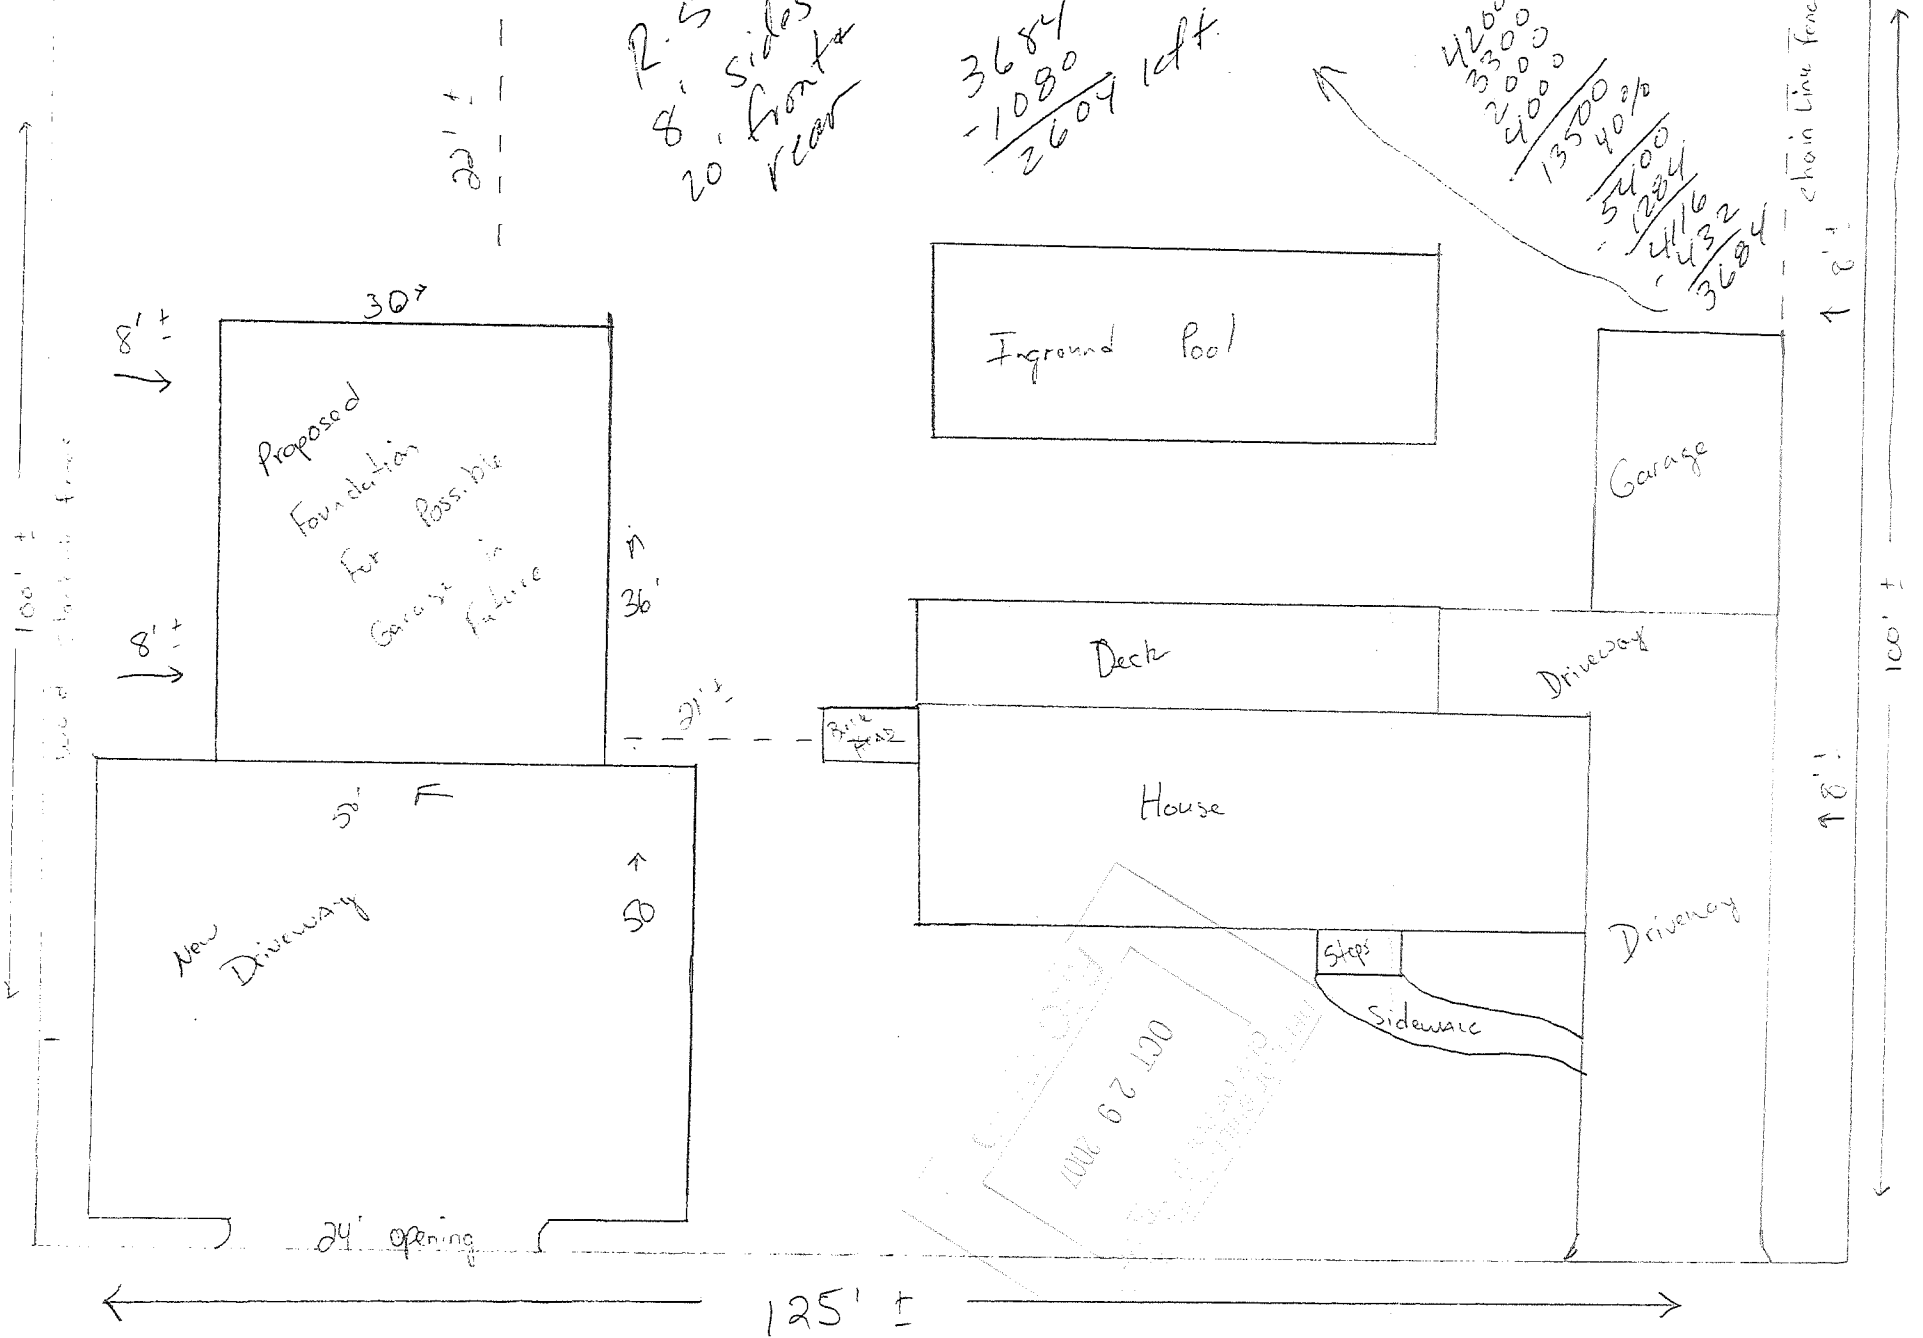 R-5
8' sides
20' front +
rear
3684
-1080
2604 left
4200
3300
2000
4000
13500
40%
5400
- 1284
4116
- 432
3684
chain Link Fenc
22' ±
100' ±
8' ±
8' ±
30'
Proposed
Foundation
For Possible
Garage in
Future
36'
Inground Pool
Garage
8' ±
100' ±
Deck
Driveway
21' ±
House
8' ±
Steps
Sidewalk
Driveway
50'
50
New
Driveway
OCT 29 2007
24' opening
125' ±